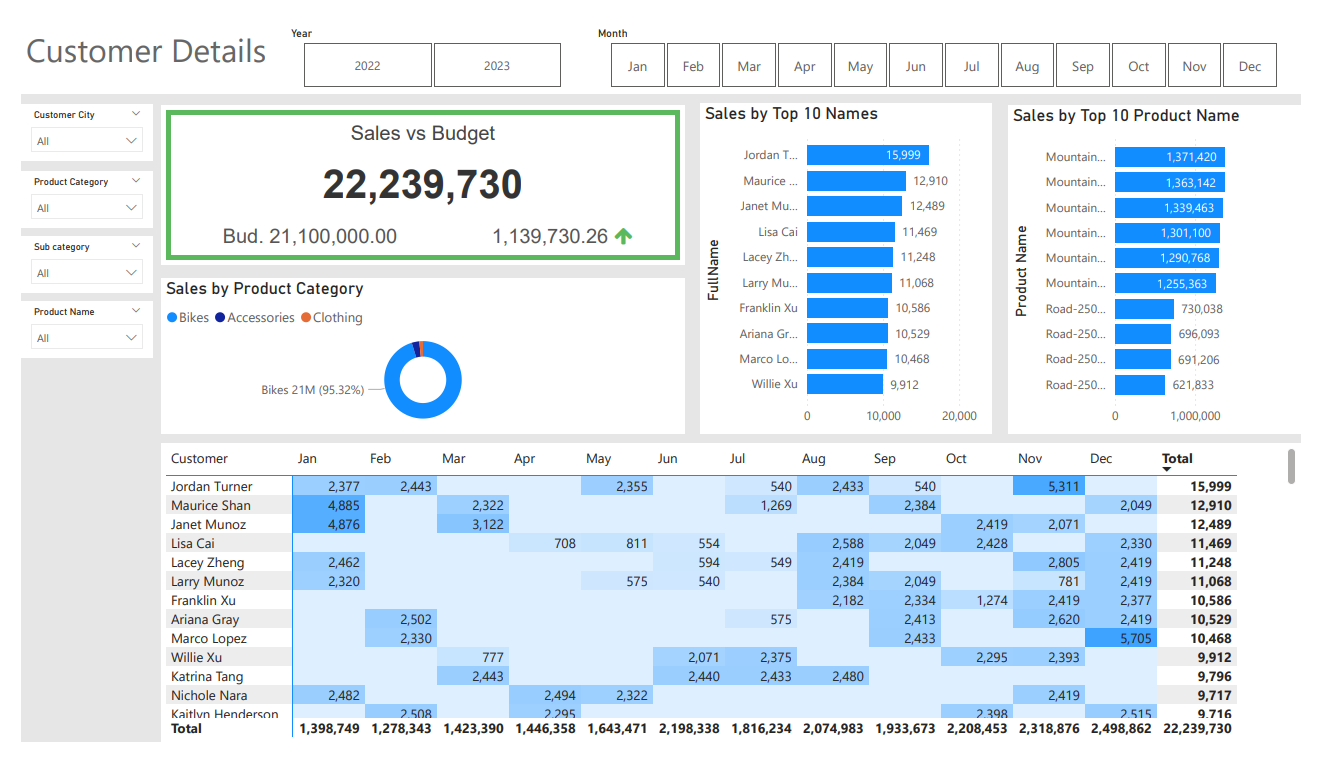 Customer Details
Year
2022 2023
Month
Jan Feb Mar Apr May Jun Jul Aug Sep Oct Nov Dec
Customer City
All
Product Category
All
Sub category
All
Product Name
All
Sales vs Budget
22,239,730
Bud. 21,100,000.00 1,139,730.26
Sales by Product Category
Bikes Accessories Clothing
Bikes 21M (95.32%)
Sales by Top 10 Names
FullName
Jordan T... 15,999
Maurice ... 12,910
Janet Mu... 12,489
Lisa Cai 11,469
Lacey Zh... 11,248
Larry Mu... 11,068
Franklin Xu 10,586
Ariana Gr... 10,529
Marco Lo... 10,468
Willie Xu 9,912
0 10,000 20,000
Sales by Top 10 Product Name
Product Name
Mountain... 1,371,420
Mountain... 1,363,142
Mountain... 1,339,463
Mountain... 1,301,100
Mountain... 1,290,768
Mountain... 1,255,363
Road-250... 730,038
Road-250... 696,093
Road-250... 691,206
Road-250... 621,833
0 1,000,000
Customer Jan Feb Mar Apr May Jun Jul Aug Sep Oct Nov Dec Total
Jordan Turner 2,377 2,443 2,355 540 2,433 540 5,311 15,999
Maurice Shan 4,885 2,322 1,269 2,384 2,049 12,910
Janet Munoz 4,876 3,122 2,419 2,071 12,489
Lisa Cai 708 811 554 2,588 2,049 2,428 2,330 11,469
Lacey Zheng 2,462 594 549 2,419 2,805 2,419 11,248
Larry Munoz 2,320 575 540 2,384 2,049 781 2,419 11,068
Franklin Xu 2,182 2,334 1,274 2,419 2,377 10,586
Ariana Gray 2,502 575 2,413 2,620 2,419 10,529
Marco Lopez 2,330 2,433 5,705 10,468
Willie Xu 777 2,071 2,375 2,295 2,393 9,912
Katrina Tang 2,443 2,440 2,433 2,480 9,796
Nichole Nara 2,482 2,494 2,322 2,419 9,717
Kaitlyn Henderson 2,508 2,295 2,398 2,515 9,716
Total 1,398,749 1,278,343 1,423,390 1,446,358 1,643,471 2,198,338 1,816,234 2,074,983 1,933,673 2,208,453 2,318,876 2,498,862 22,239,730